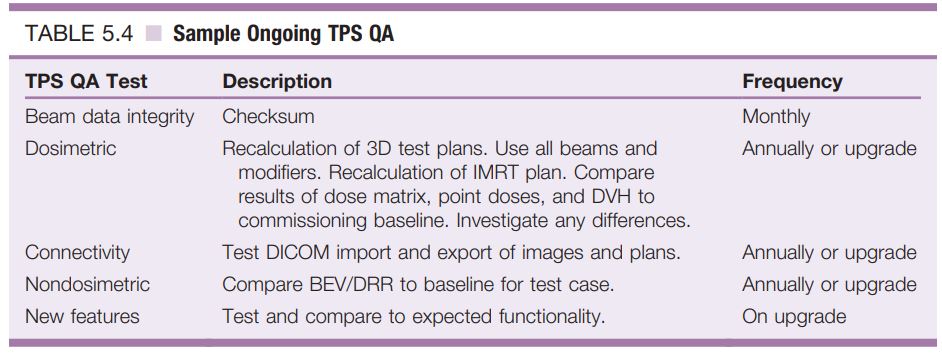 TABLE 5.4 ■ Sample Ongoing TPS QA
TPS QA Test Description Frequency
Beam data integrity Checksum Monthly
Dosimetric Recalculation of 3D test plans. Use all beams and Annually or upgrade
modifiers. Recalculation of IMRT plan. Compare
results of dose matrix, point doses, and DVH to
commissioning baseline. Investigate any differences.
Connectivity Test DICOM import and export of images and plans. Annually or upgrade
Nondosimetric Compare BEV/DRR to baseline for test case. Annually or upgrade
New features Test and compare to expected functionality. On upgrade